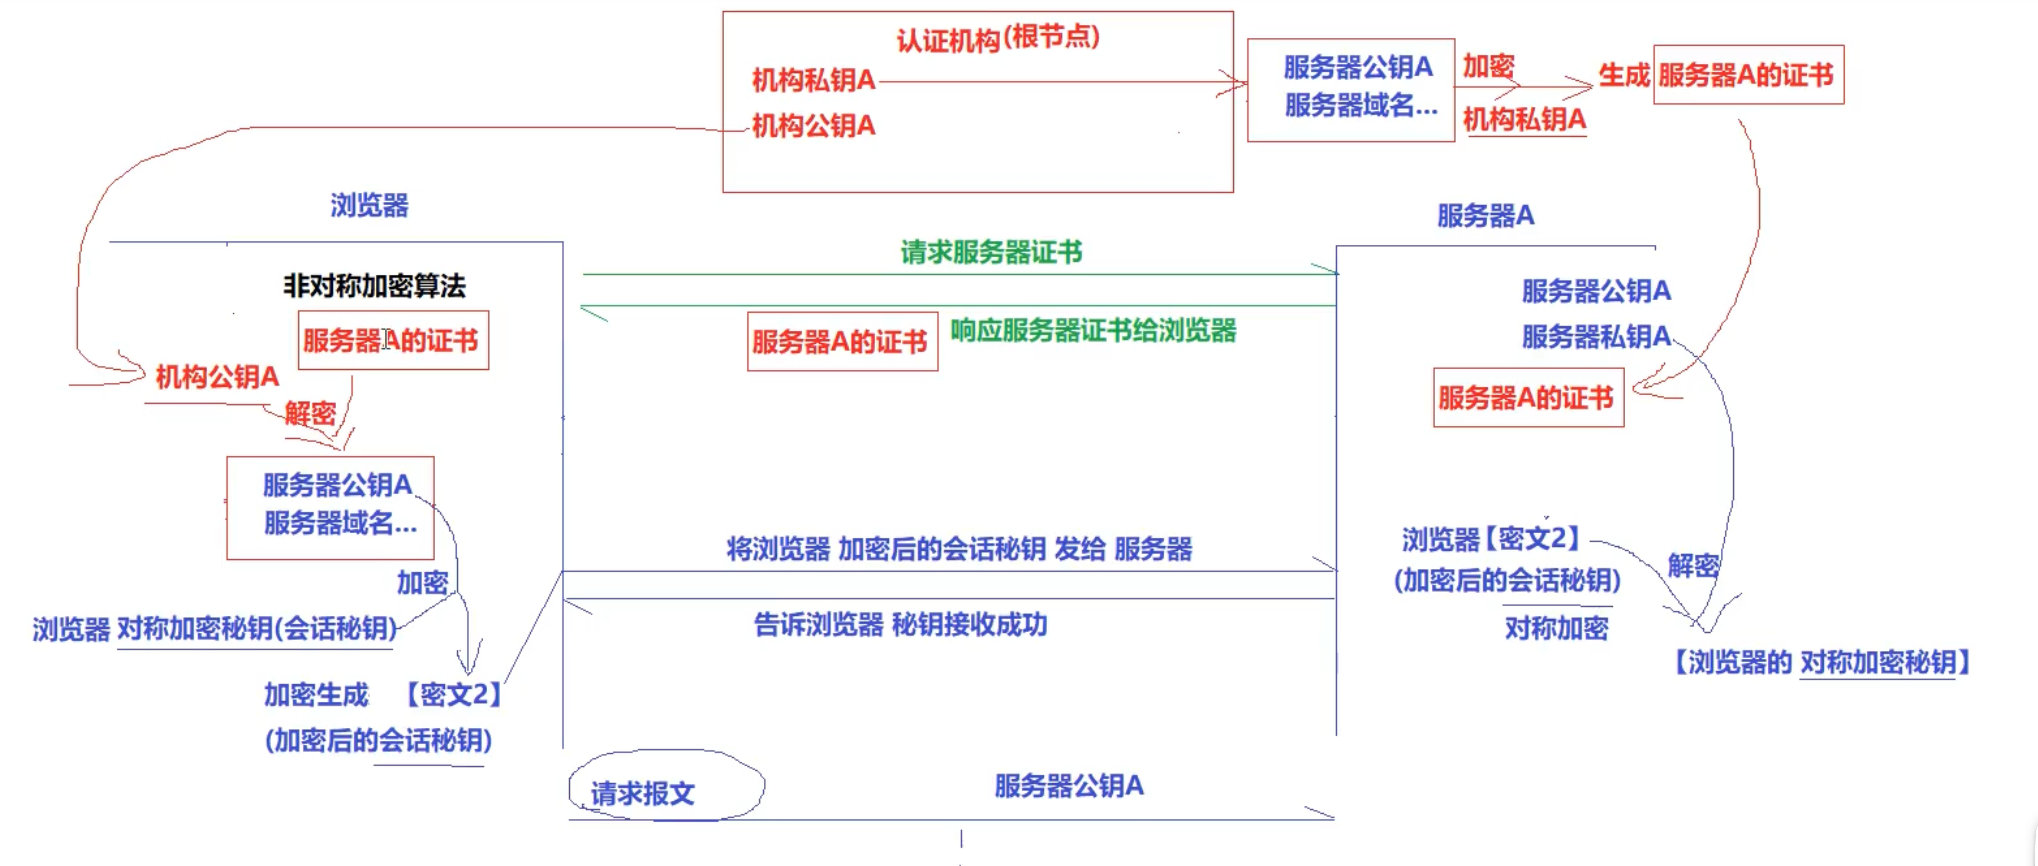 认证机构(根节点)
机构私钥A
机构公钥A
服务器公钥A
服务器域名...
加密
机构私钥A
生成 服务器A的证书
浏览器
服务器A
请求服务器证书
非对称加密算法
服务器A的证书
服务器A的证书
响应服务器证书给浏览器
服务器公钥A
服务器私钥A
服务器A的证书
机构公钥A
解密
服务器公钥A
服务器域名...
加密
浏览器 对称加密秘钥(会话秘钥)
加密生成 【密文2】
(加密后的会话秘钥)
将浏览器 加密后的会话秘钥 发给 服务器
告诉浏览器 秘钥接收成功
浏览器【密文2】
(加密后的会话秘钥)
对称加密
解密
【浏览器的 对称加密秘钥】
请求报文
服务器公钥A